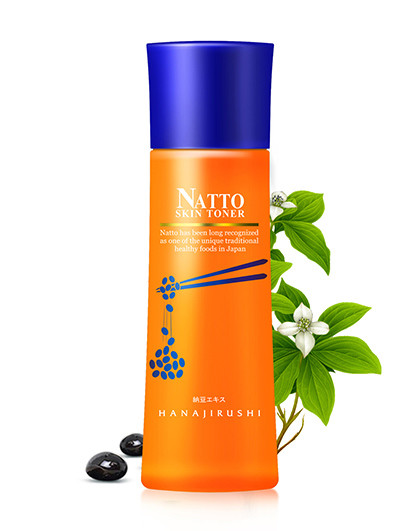 NATTO
SKIN TONER
Natto has been long recognized
as one of the unique traditional
healthy foods in Japan
納豆エキス
HANAJIRUSHI